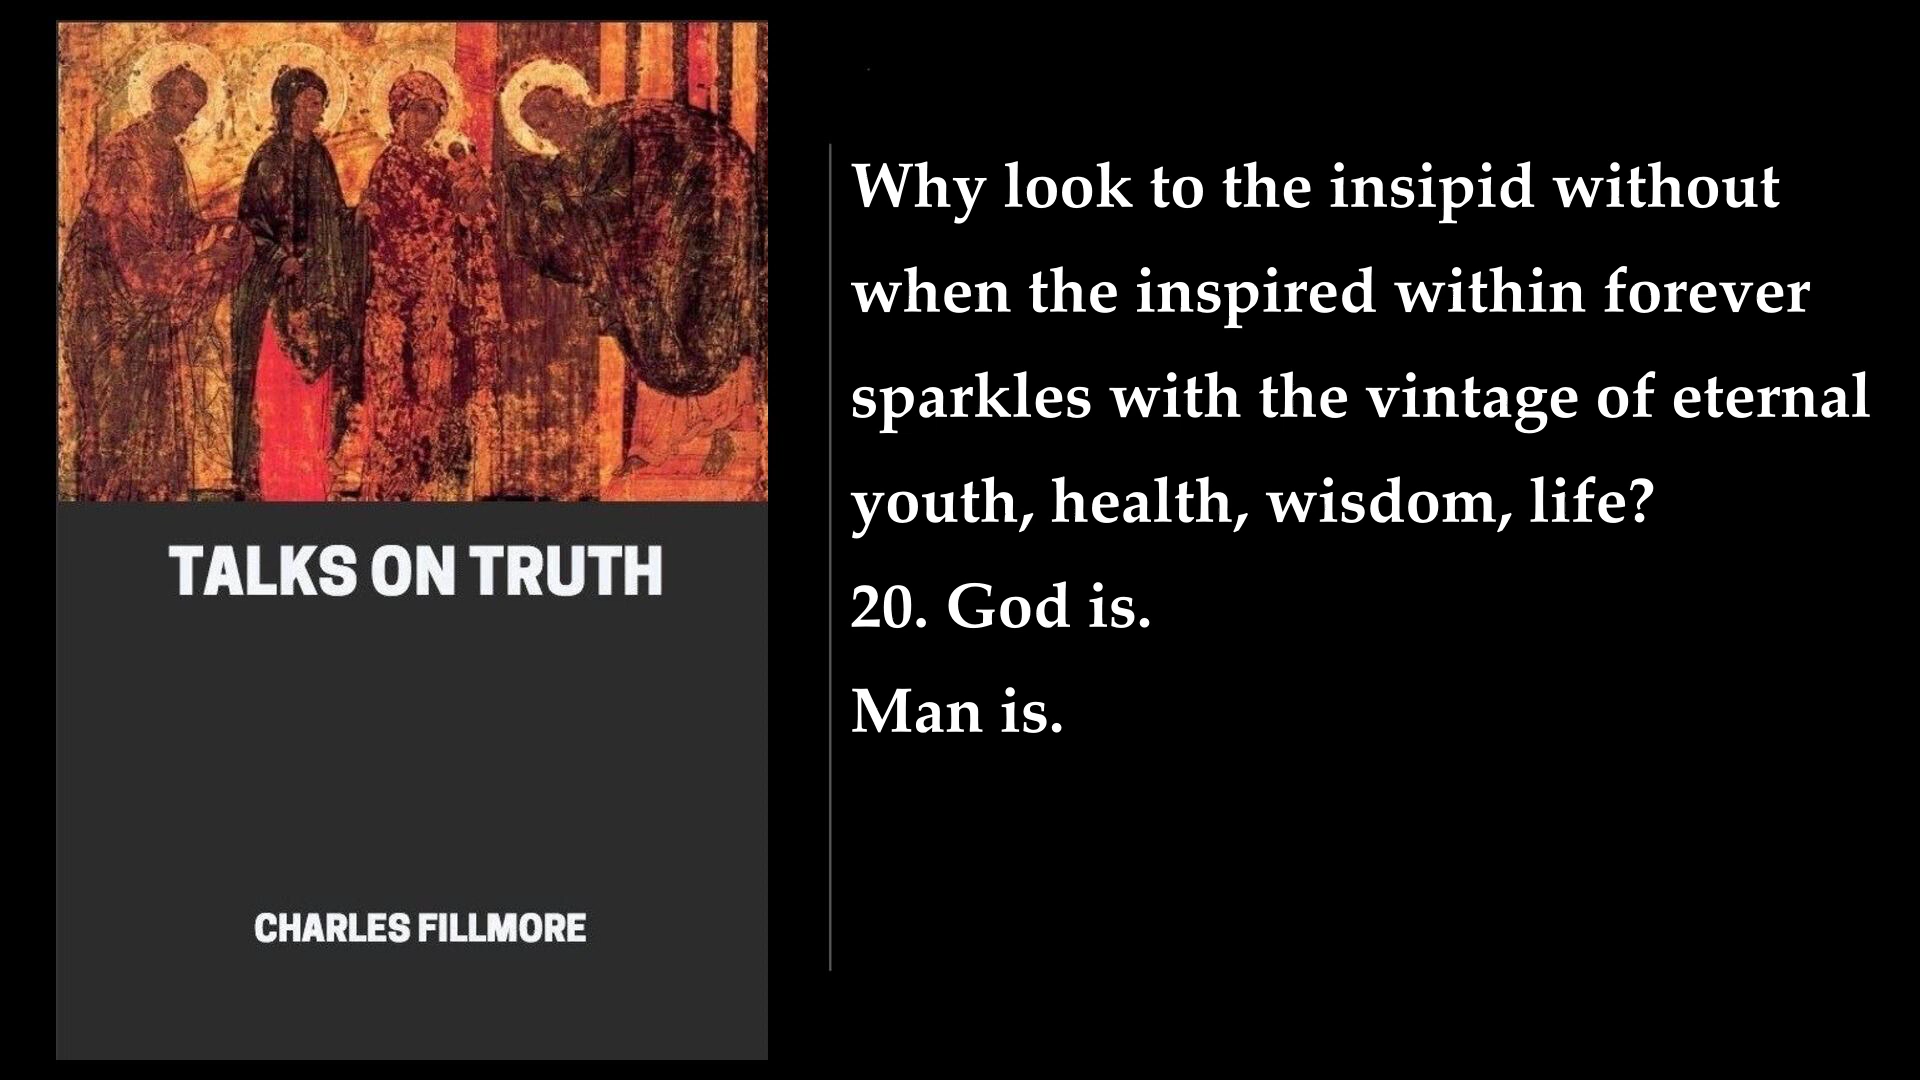 TALKS ON TRUTH
CHARLES FILLMORE
Why look to the insipid without
when the inspired within forever
sparkles with the vintage of eternal
youth, health, wisdom, life?
20. God is.
Man is.